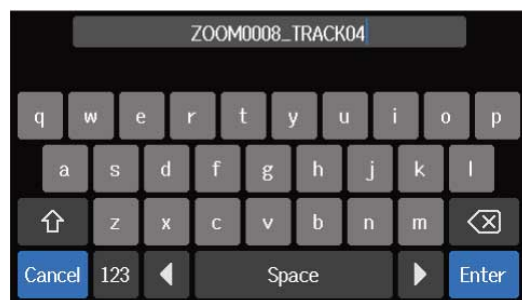 ZOOM0008_TRACK04
q w e r t y u i o p
a s d f g h j k l
z x c v b n m
Cancel 123 Space Enter